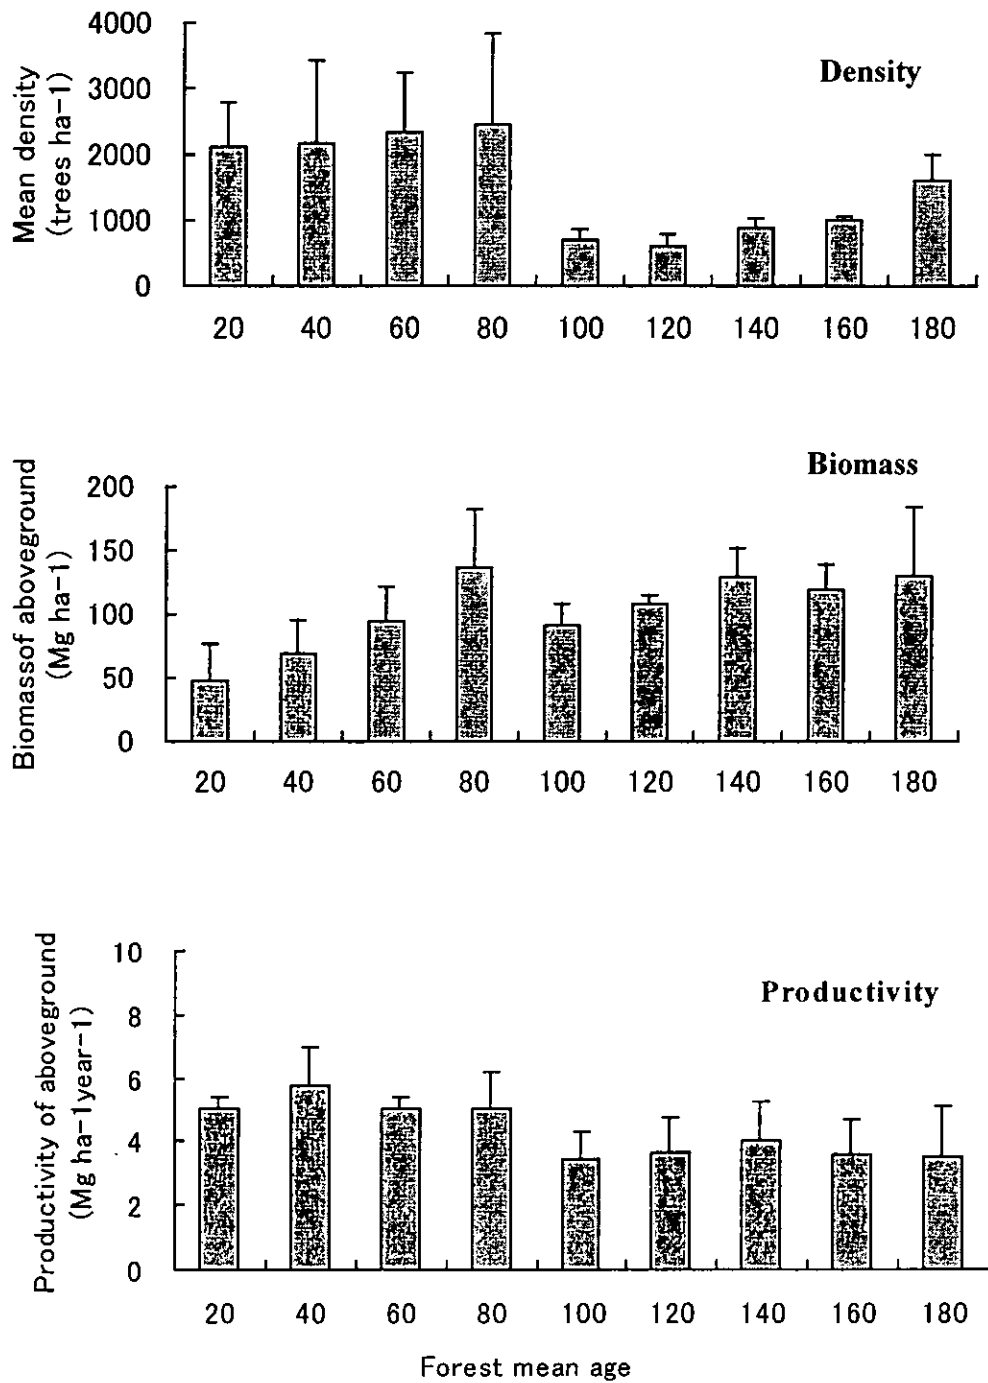 Density
Mean density
(trees ha-1)
4000
3000
2000
1000
0
20 40 60 80 100 120 140 160 180
Biomass
Biomassof aboveground
(Mg ha-1)
200
150
100
50
0
20 40 60 80 100 120 140 160 180
Productivity
Productivity of aboveground
(Mg ha-1year-1)
10
8
6
4
2
0
20 40 60 80 100 120 140 160 180
Forest mean age